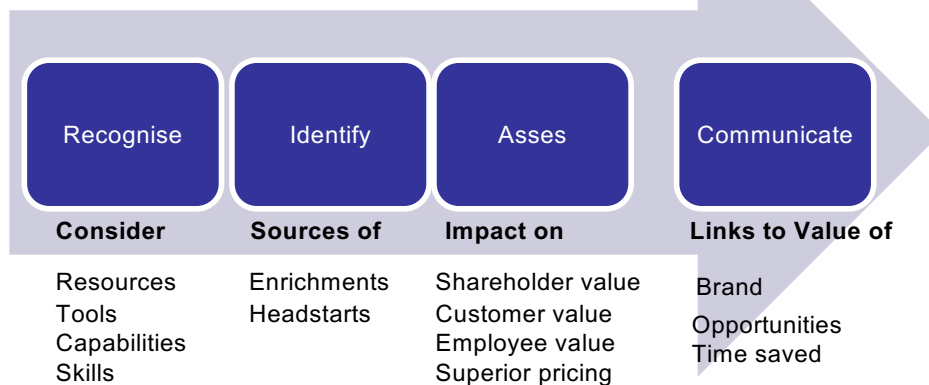 Recognise
Identify
Asses
Communicate
Consider
Resources
Tools
Capabilities
Skills
Sources of
Enrichments
Headstarts
Impact on
Shareholder value
Customer value
Employee value
Superior pricing
Links to Value of
Brand
Opportunities
Time saved